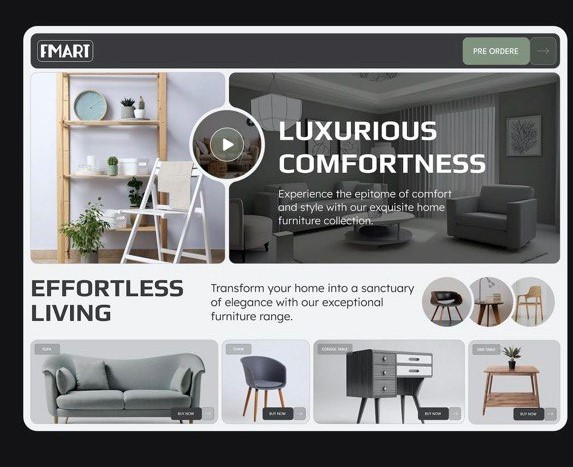 FMART
PRE ORDERE
LUXURIOUS
COMFORTNESS
Experience the epitome of comfort
and style with our exquisite home
furniture collection.
EFFORTLESS
LIVING
Transform your home into a sanctuary
of elegance with our exceptional
furniture range.
SOFA
CHAIR
CONSOLE TABLE
SIDE TABLE
BUY NOW
BUY NOW
BUY NOW
BUY NOW